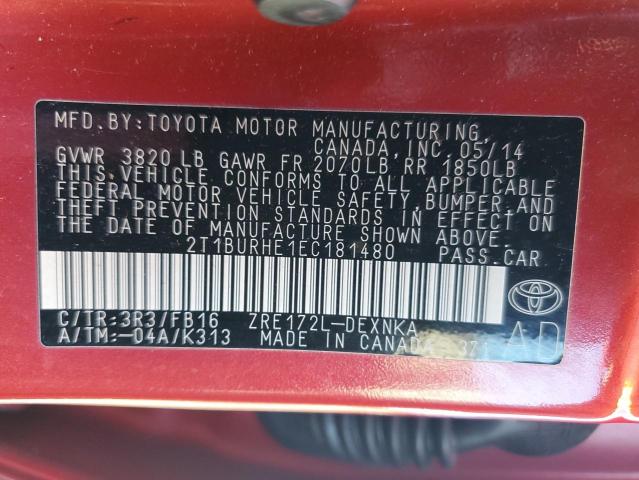 MFD. BY: TOYOTA MOTOR MANUFACTURING
CANADA, INC. 05/14
GVWR 3820 LB GAWR FR 2070LB RR 1850LB
THIS VEHICLE CONFORMS TO ALL APPLICABLE
FEDERAL MOTOR VEHICLE SAFETY, BUMPER, AND
THEFT PREVENTION STANDARDS IN EFFECT ON
THE DATE OF MANUFACTURE SHOWN ABOVE.
2T1BURHE1EC181480 PASS. CAR
C/TR: 3R3/FB16 ZRE172L-DEXNKA
A/TM: -04A/K313 MADE IN CANADA 371
AD